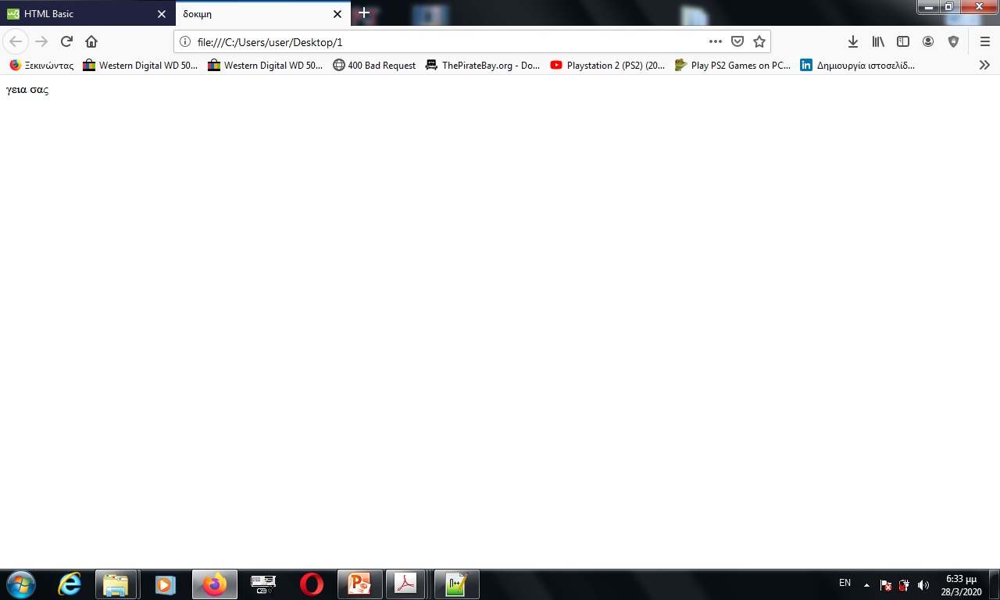 HTML Basic
δοκιμη
file:///C:/Users/user/Desktop/1
Ξεκινώντας Western Digital WD 50... Western Digital WD 50... 400 Bad Request ThePirateBay.org - Do... Playstation 2 (PS2) (20... Play PS2 Games on PC... Δημιουργία ιστοσελίδ...
γεια σας
EN
6:33 μμ
28/3/2020